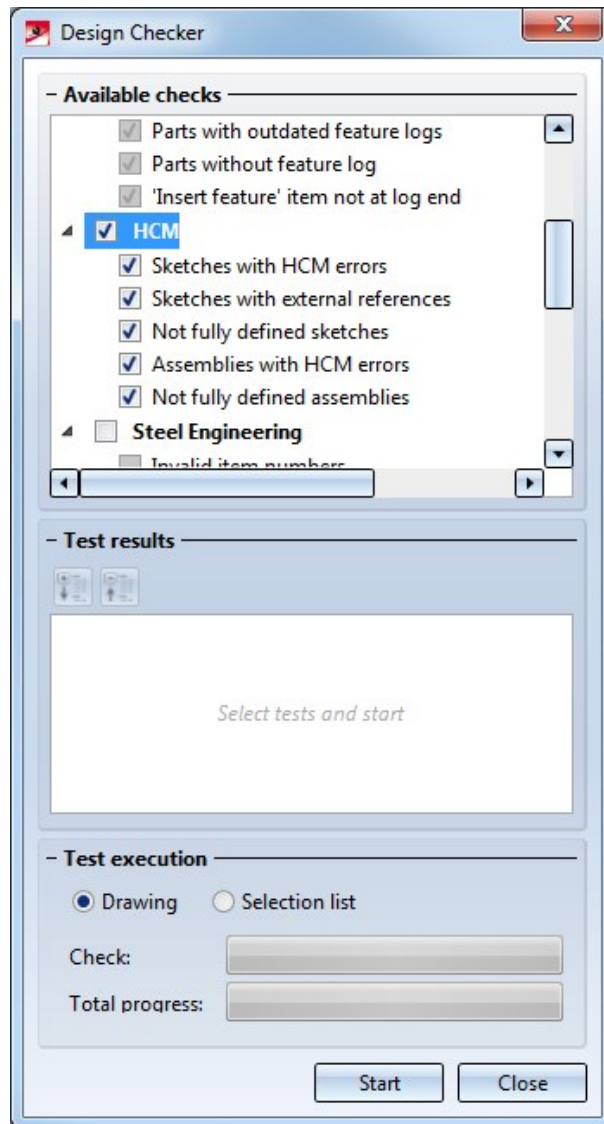 Design Checker
Available checks
Parts with outdated feature logs
Parts without feature log
'Insert feature' item not at log end
HCM
Sketches with HCM errors
Sketches with external references
Not fully defined sketches
Assemblies with HCM errors
Not fully defined assemblies
Steel Engineering
Invalid item numbers
Test results
Select tests and start
Test execution
Drawing Selection list
Check:
Total progress:
Start Close